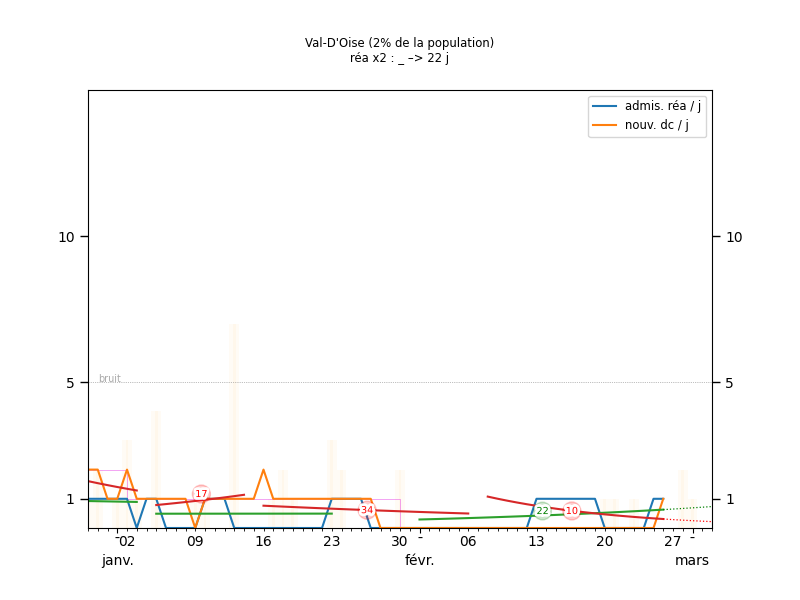 Val-D'Oise (2% de la population)
réa x2 : _ –> 22 j
admis. réa / j
nouv. dc / j
10
10
bruit
5
5
17
1
1
34
22
10
02
09
16
23
30
06
13
20
27
janv.
févr.
mars